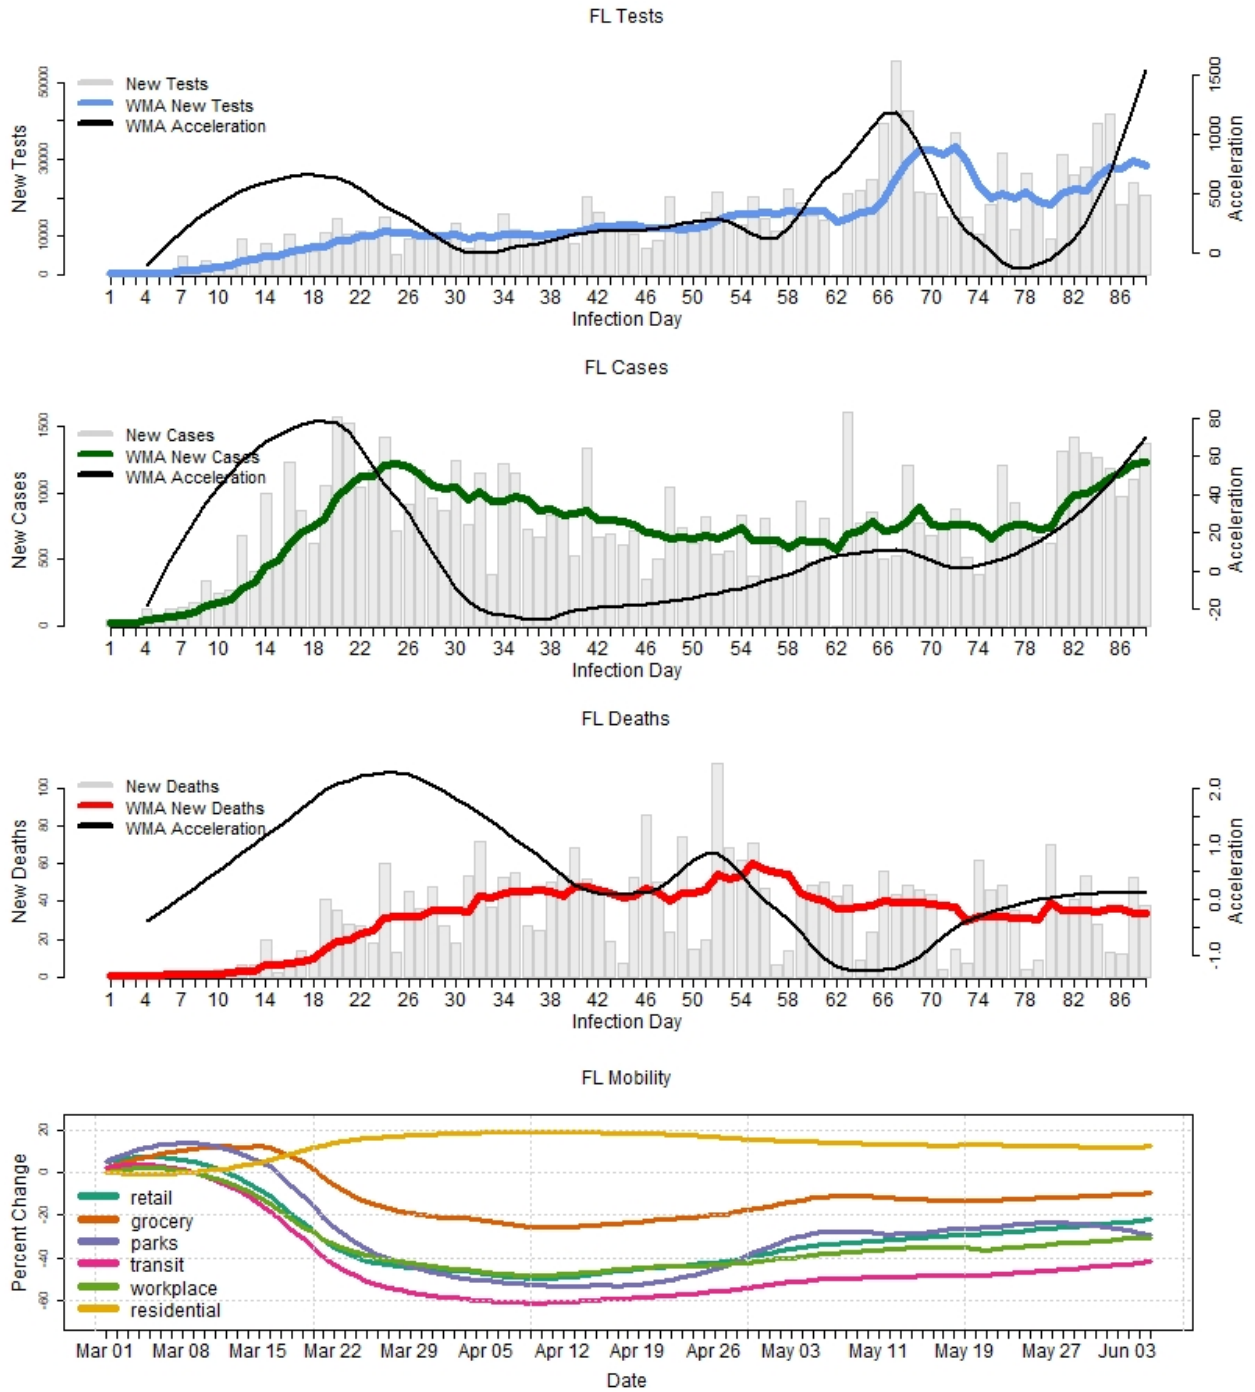 FL Tests
New Tests
WMA New Tests
WMA Acceleration
New Tests
0 10000 30000 50000
Acceleration
0 500 1000 1500
1 4 7 10 14 18 22 26 30 34 38 42 46 50 54 58 62 66 70 74 78 82 86
Infection Day
FL Cases
New Cases
WMA New Cases
WMA Acceleration
New Cases
0 500 1000 1500
Acceleration
-20 0 20 40 60 80
1 4 7 10 14 18 22 26 30 34 38 42 46 50 54 58 62 66 70 74 78 82 86
Infection Day
FL Deaths
New Deaths
WMA New Deaths
WMA Acceleration
New Deaths
0 20 40 60 80 100
Acceleration
-1.0 0.0 1.0 2.0
1 4 7 10 14 18 22 26 30 34 38 42 46 50 54 58 62 66 70 74 78 82 86
Infection Day
FL Mobility
Percent Change
20
0
-20
-40
-60
retail
grocery
parks
transit
workplace
residential
Mar 01 Mar 08 Mar 15 Mar 22 Mar 29 Apr 05 Apr 12 Apr 19 Apr 26 May 03 May 11 May 19 May 27 Jun 03
Date